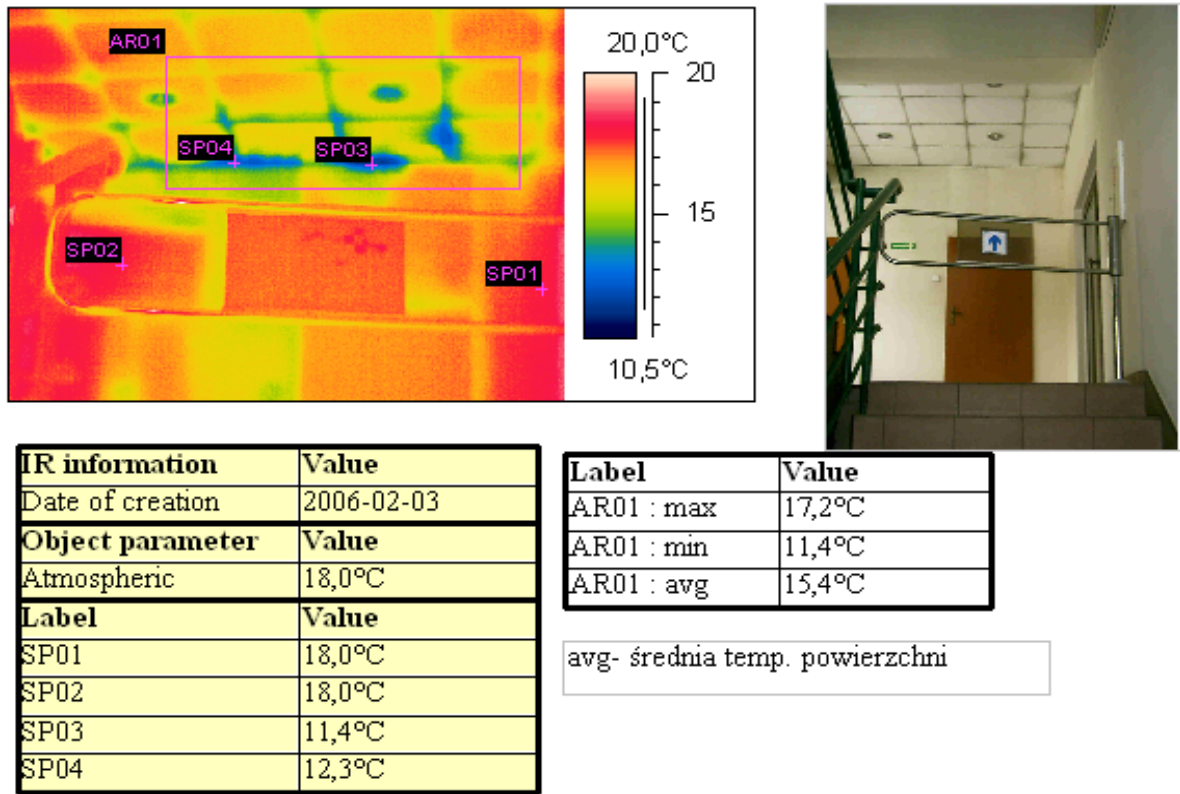 AR01
SP04
SP03
SP02
SP01
20,0°C
20
15
10,5°C
IR information Value
Date of creation 2006-02-03
Object parameter Value
Atmospheric 18,0°C
Label Value
SP01 18,0°C
SP02 18,0°C
SP03 11,4°C
SP04 12,3°C
Label Value
AR01 : max 17,2°C
AR01 : min 11,4°C
AR01 : avg 15,4°C
avg- średnia temp. powierzchni